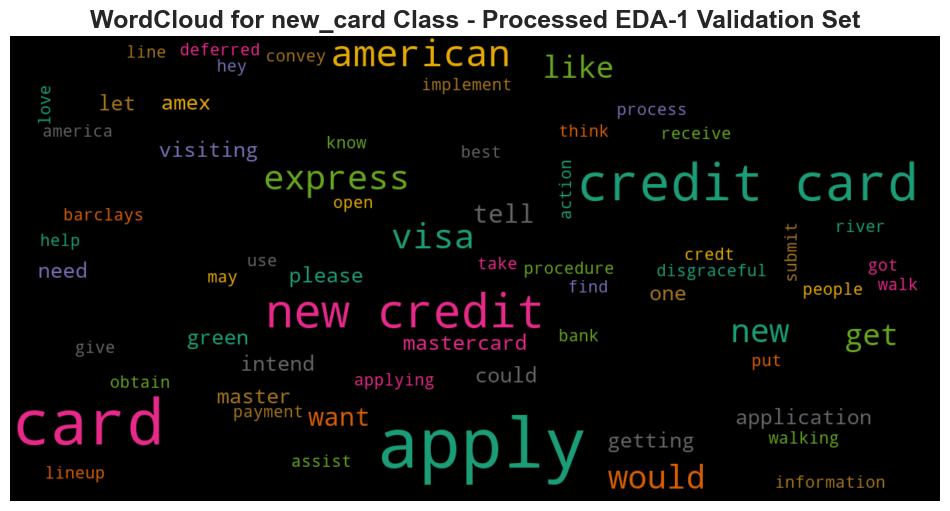 WordCloud for new_card Class - Processed EDA-1 Validation Set
line
deferred
hey
convey
american
like
implement
love
let
amex
america
process
visiting
know
best
think
receive
express
open
action
credit card
barclays
tell
help
visa
river
submit
need
may
use
please
take
procedure
find
credt
disgraceful
one
people
got
walk
new credit
mastercard
bank
new
get
give
green
intend
obtain
applying
could
put
card
master
payment
want
apply
application
getting
walking
lineup
assist
would
information